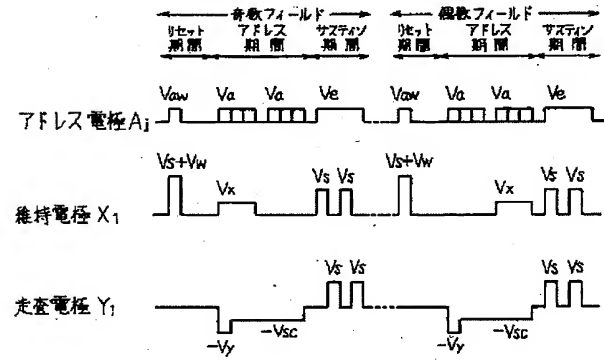 奇数フィールド 偶数フィールド
リセット期間 アドレス期間 サスティン期間 リセット期間 アドレス期間 サスティン期間
アドレス電極Aj Vaw Va Va Ve Vaw Va Va Ve
維持電極X1 Vs+Vw Vx Vs Vs Vs+Vw Vx Vs Vs
走査電極Y1 -Vy -Vsc Vs Vs -Vy -Vsc Vs Vs